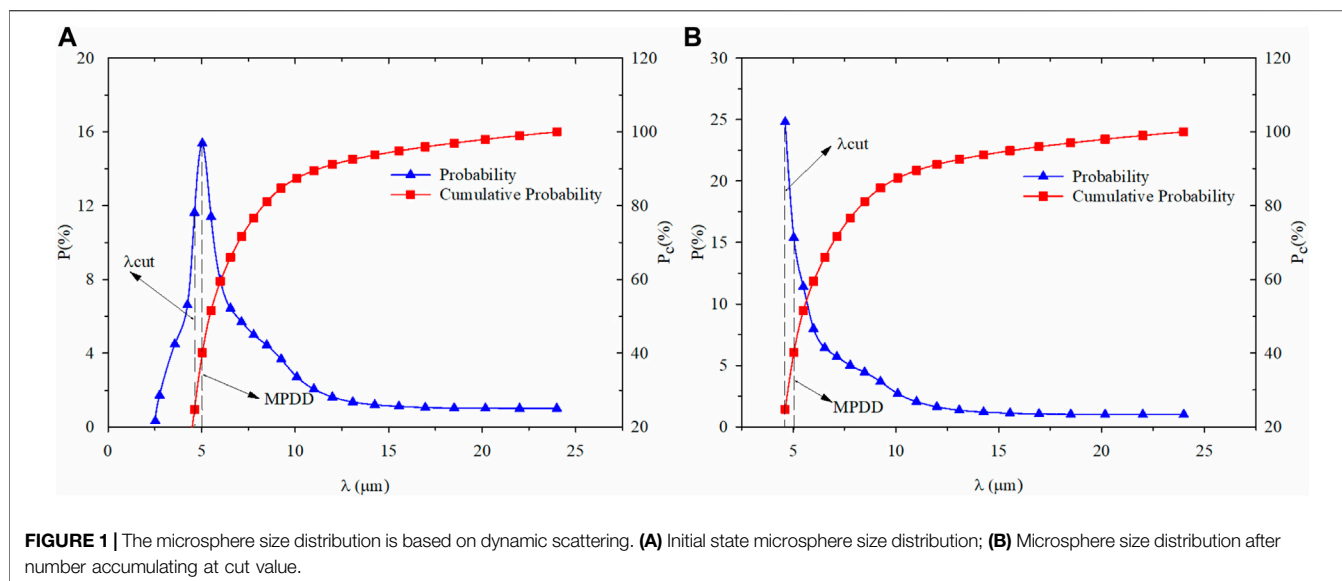 A
20
16
12
8
4
0
P(%)
120
100
80
60
40
20
Pc(%)
0
5
10
15
20
25
λ (μm)
Probability
Cumulative Probability
λcut
MPDD
B
30
25
20
15
10
5
0
P(%)
120
100
80
60
40
20
Pc(%)
5
10
15
20
25
λ (μm)
λcut
Probability
Cumulative Probability
MPDD
FIGURE 1 | The microsphere size distribution is based on dynamic scattering. (A) Initial state microsphere size distribution; (B) Microsphere size distribution after
number accumulating at cut value.